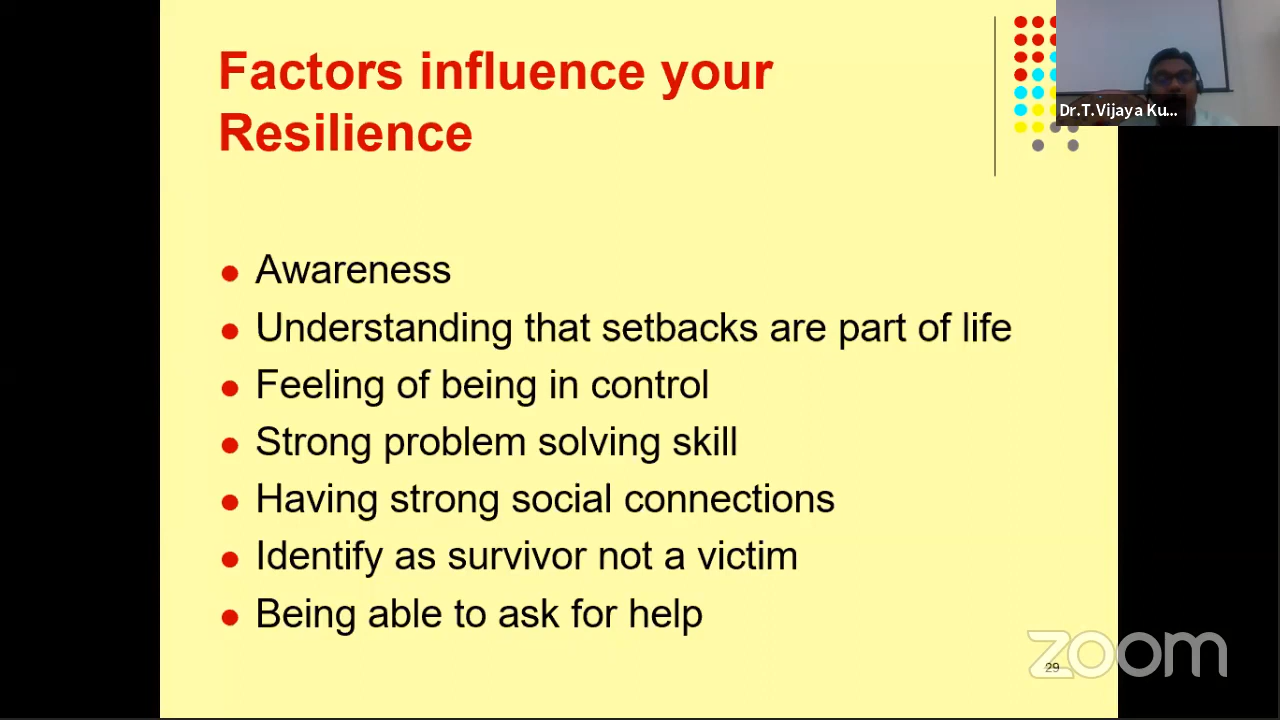 Factors influence your
Resilience
Dr.T.Vijaya Ku...
Awareness
Understanding that setbacks are part of life
Feeling of being in control
Strong problem solving skill
Having strong social connections
Identify as survivor not a victim
Being able to ask for help
29
zoom